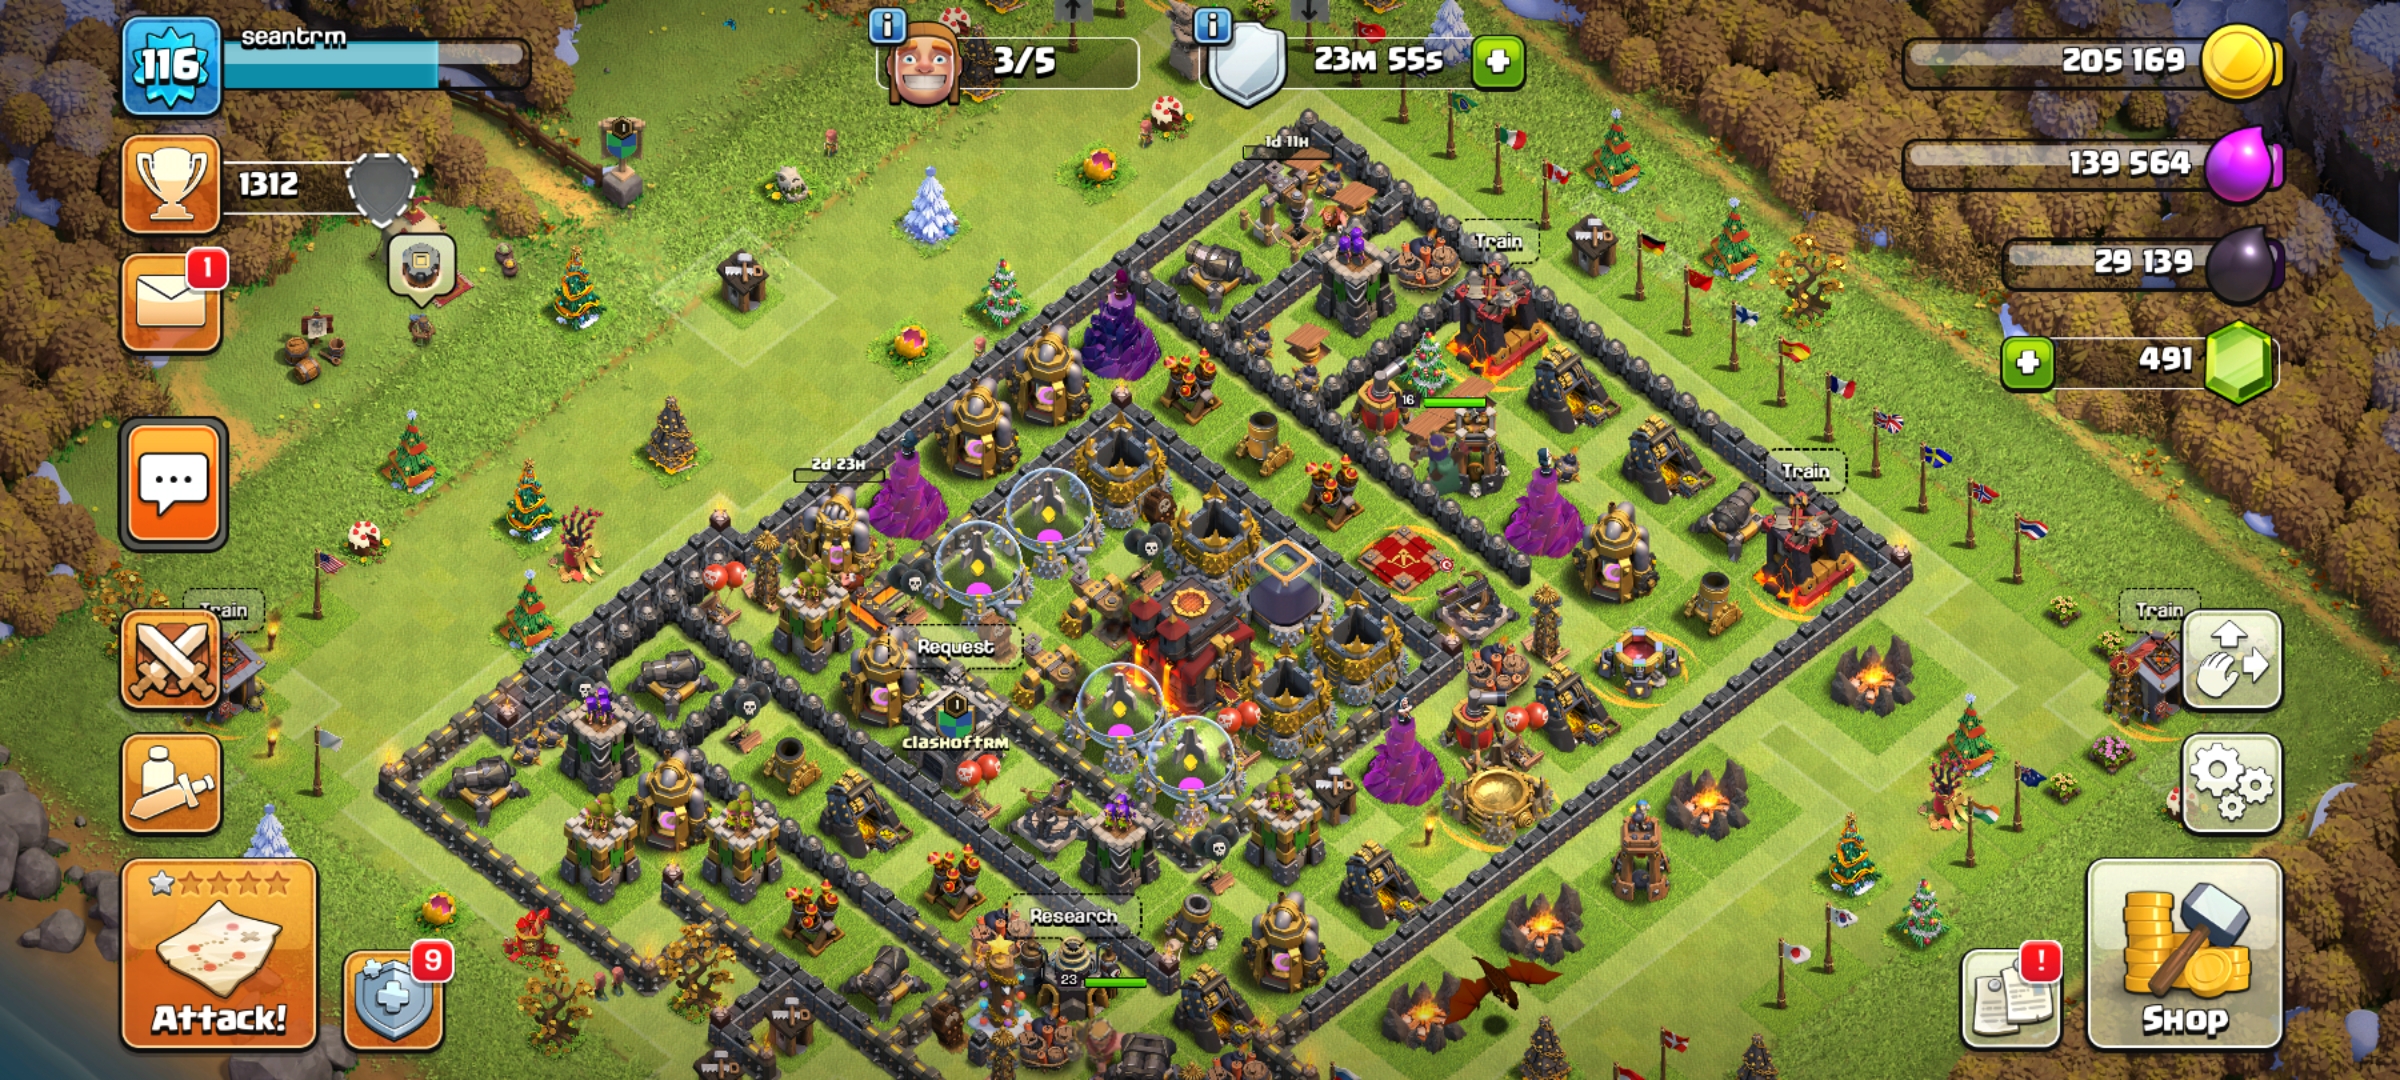 116
seantrm
3/5
23m 55s
205 169
1312
139 564
1d 11H
Train
1
29 139
491
16
2d 23H
Train
Train
Train
Request
1
clashoftrm
Research
23
9
!
Attack!
Shop